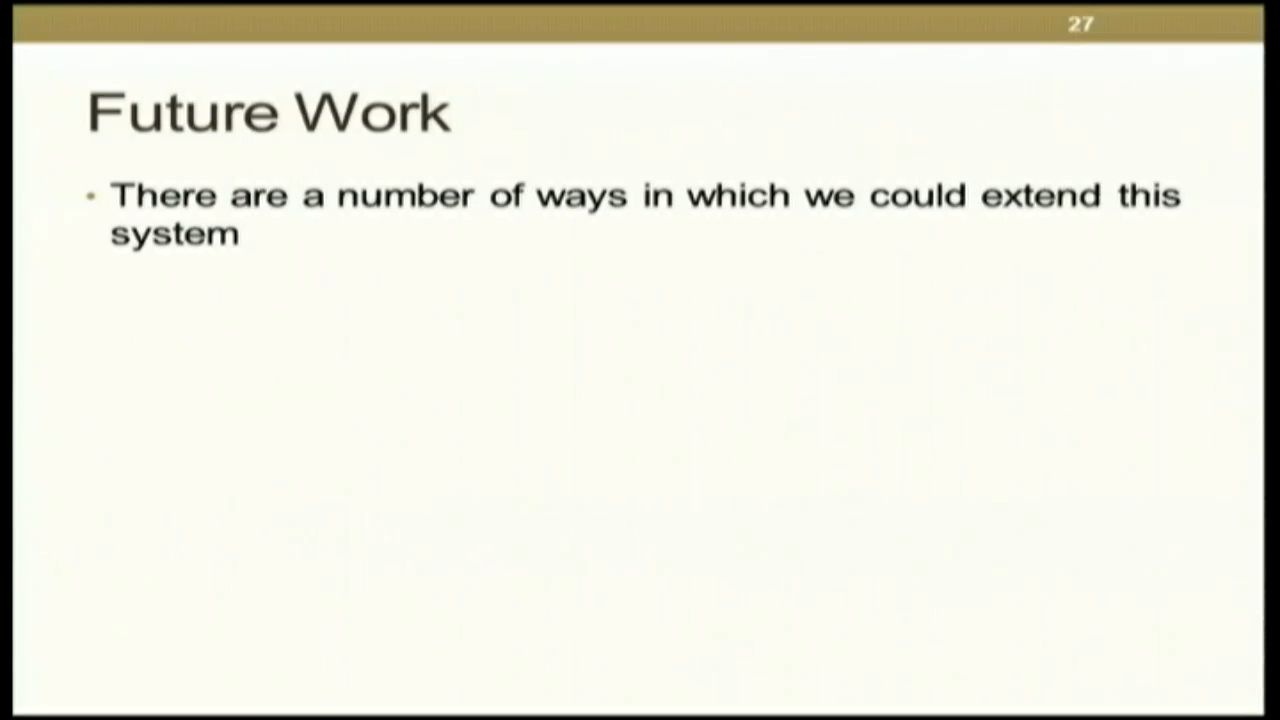 27
Future Work
• There are a number of ways in which we could extend this
system